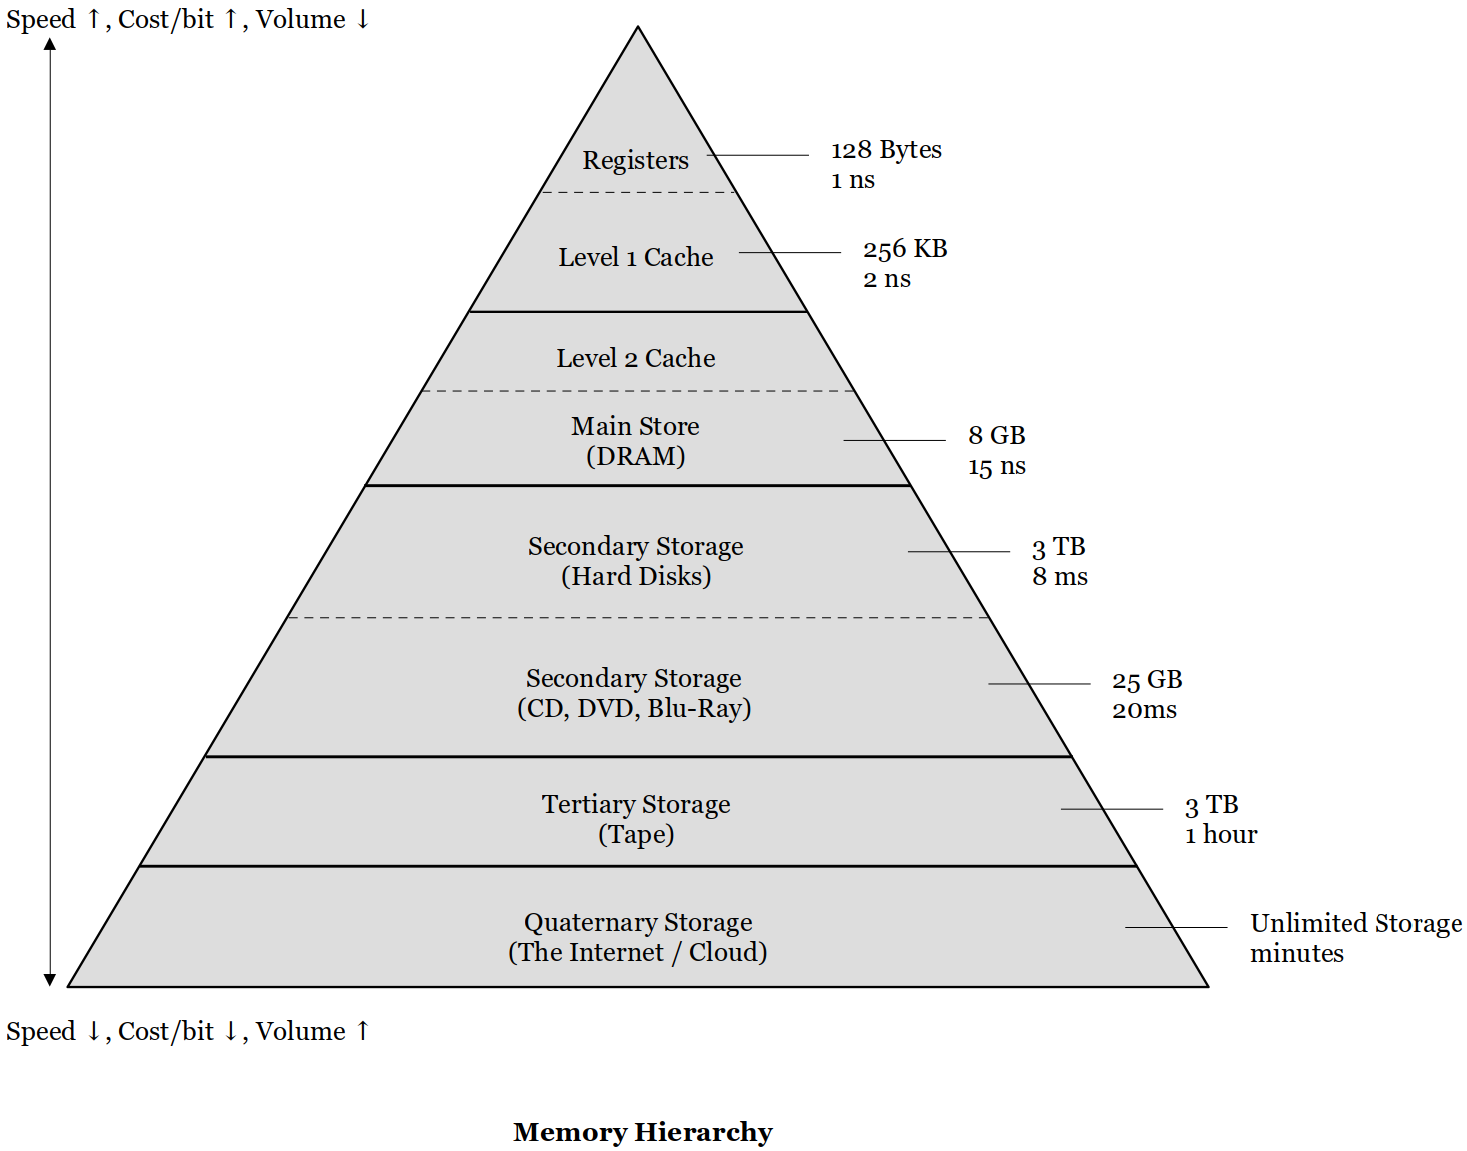 Speed ↑, Cost/bit ↑, Volume ↓
Registers
128 Bytes
1 ns
Level 1 Cache
256 KB
2 ns
Level 2 Cache
Main Store
(DRAM)
8 GB
15 ns
Secondary Storage
(Hard Disks)
3 TB
8 ms
Secondary Storage
(CD, DVD, Blu-Ray)
25 GB
20ms
Tertiary Storage
(Tape)
3 TB
1 hour
Quaternary Storage
(The Internet / Cloud)
Unlimited Storage
minutes
Speed ↓, Cost/bit ↓, Volume ↑
Memory Hierarchy